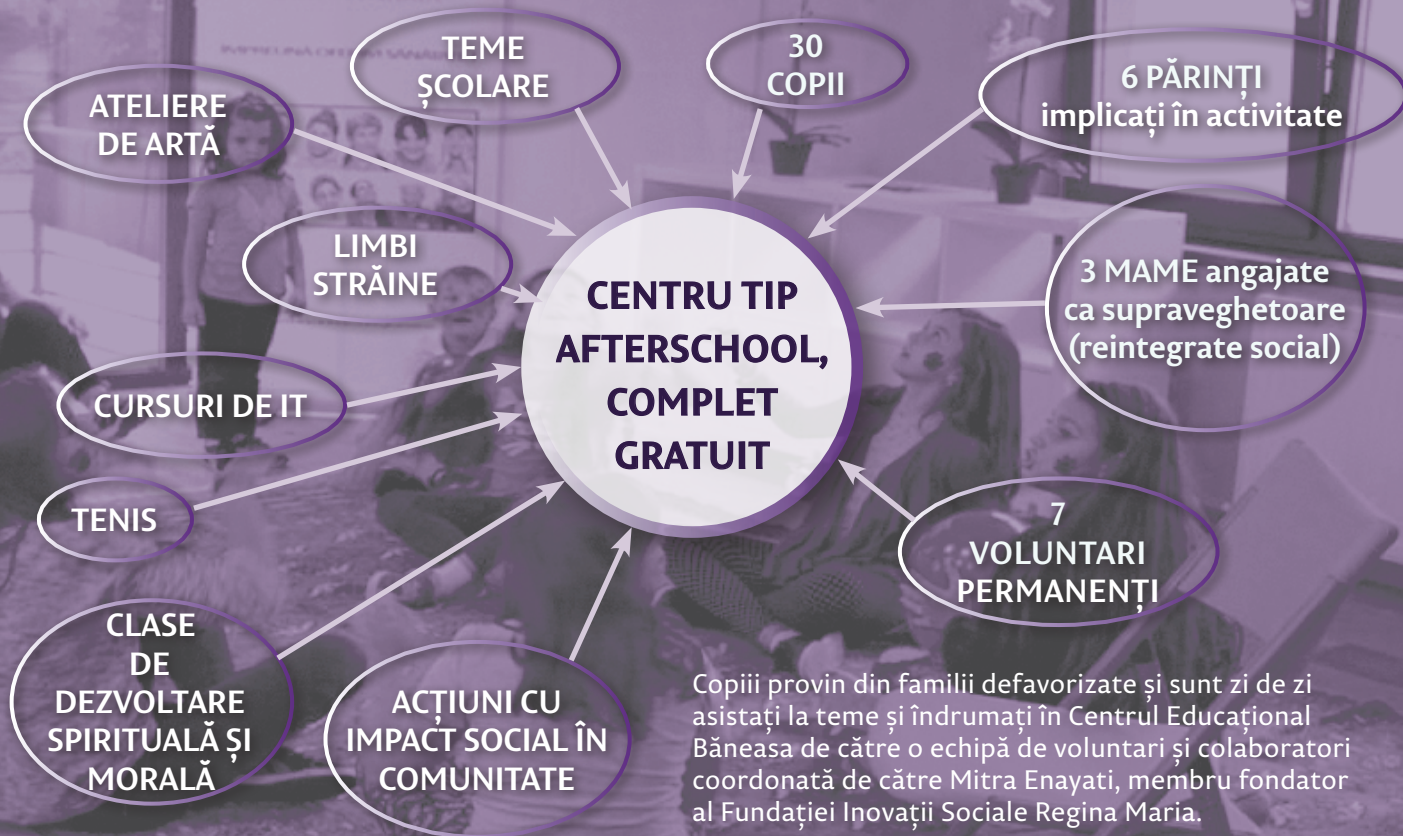 TEME
ȘCOLARE
30
COPII
6 PĂRINȚI
implicați în activitate
ATELIERE
DE ARTĂ
LIMBI
STRĂINE
3 MAME angajate
ca supraveghetoare
(reintegrate social)
CENTRU TIP
AFTERSCHOOL,
COMPLET
GRATUIT
CURSURI DE IT
TENIS
7
VOLUNTARI
PERMANENȚI
CLASE
DE
DEZVOLTARE
SPIRITUALĂ ȘI
MORALĂ
ACȚIUNI CU
IMPACT SOCIAL ÎN
COMUNITATE
Copiii provin din familii defavorizate și sunt zi de zi
asistați la teme și îndrumați în Centrul Educațional
Băneasa de către o echipă de voluntari și colaboratori
coordonată de către Mitra Enayati, membru fondator
al Fundației Inovații Sociale Regina Maria.